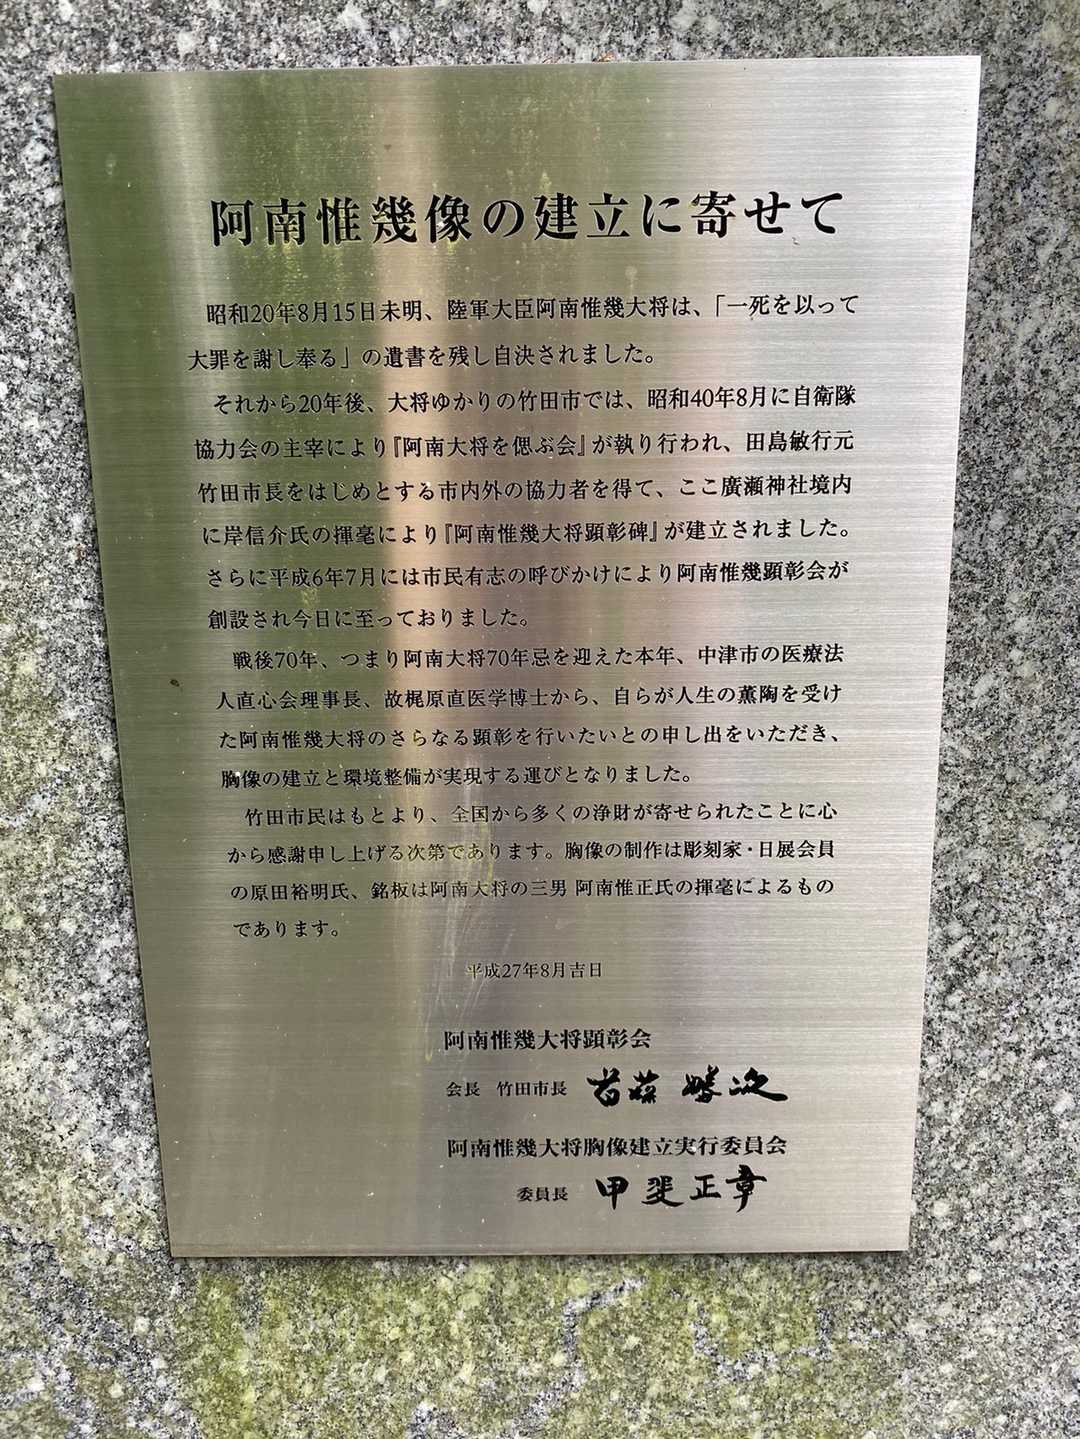 阿南惟幾像の建立に寄せて
昭和20年8月15日未明、陸軍大臣阿南惟幾大将は、「一死を以って
大罪を謝し奉る」の遺書を残し自決されました。
それから20年後、大将ゆかりの竹田市では、昭和40年8月に自衛隊
協力会の主宰により『阿南大将を偲ぶ会』が執り行われ、田島敏行元
竹田市長をはじめとする市内外の協力者を得て、ここ廣瀬神社境内
に岸信介氏の揮毫により『阿南惟幾大将顕彰碑』が建立されました。
さらに平成6年7月には市民有志の呼びかけにより阿南惟幾顕彰会が
創設され今日に至っておりました。
戦後70年、つまり阿南大将70年忌を迎えた本年、中津市の医療法
人直心会理事長、故梶原直医学博士から、自らが人生の薫陶を受け
た阿南惟幾大将のさらなる顕彰を行いたいとの申し出をいただき、
胸像の建立と環境整備が実現する運びとなりました。
竹田市民はもとより、全国から多くの浄財が寄せられたことに心
から感謝申し上げる次第であります。胸像の制作は彫刻家・日展会員
の原田裕明氏、銘板は阿南大将の三男 阿南惟正氏の揮毫によるもの
であります。
平成27年8月吉日
阿南惟幾大将顕彰会
会長 竹田市長 首藤 勝次
阿南惟幾大将胸像建立実行委員会
委員長 甲斐正章